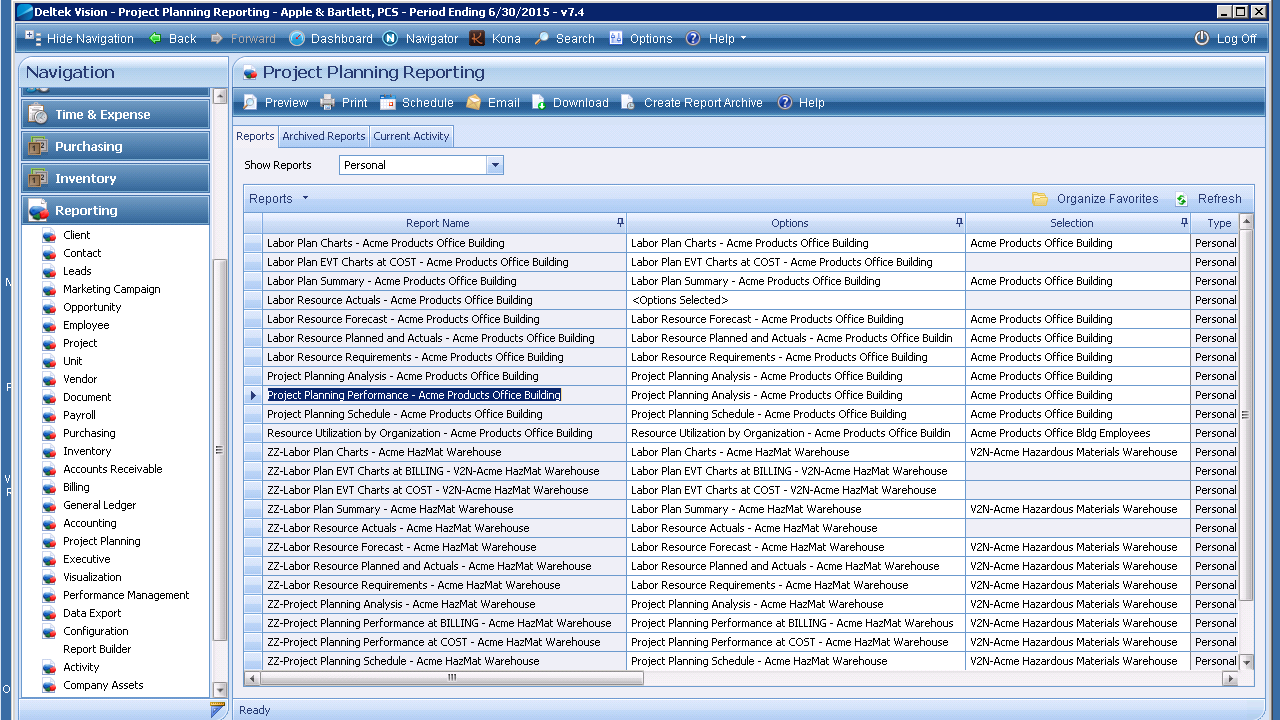 Deltek Vision - Project Planning Reporting - Apple & Bartlett, PCS - Period Ending 6/30/2015 - v7.4
Hide Navigation Back Forward Dashboard Navigator Kona Search Options Help Log Off
Navigation
Time & Expense
Purchasing
Inventory
Reporting
Client
Contact
Leads
Marketing Campaign
Opportunity
Employee
Project
Unit
Vendor
Document
Payroll
Purchasing
Inventory
Accounts Receivable
Billing
General Ledger
Accounting
Project Planning
Executive
Visualization
Performance Management
Data Export
Configuration
Report Builder
Activity
Company Assets
Project Planning Reporting
Preview Print Schedule Email Download Create Report Archive Help
Reports Archived Reports Current Activity
Show Reports Personal
Reports Organize Favorites Refresh
Report Name Options Selection Type
Labor Plan Charts - Acme Products Office Building Labor Plan Charts - Acme Products Office Building Acme Products Office Building Personal
Labor Plan EVT Charts at COST - Acme Products Office Building Labor Plan EVT Charts at COST - Acme Products Office Building Personal
Labor Plan Summary - Acme Products Office Building Labor Plan Summary - Acme Products Office Building Acme Products Office Building Personal
Labor Resource Actuals - Acme Products Office Building <Options Selected> Personal
Labor Resource Forecast - Acme Products Office Building Labor Resource Forecast - Acme Products Office Building Acme Products Office Building Personal
Labor Resource Planned and Actuals - Acme Products Office Building Labor Resource Planned and Actuals - Acme Products Office Buildin Acme Products Office Building Personal
Labor Resource Requirements - Acme Products Office Building Labor Resource Requirements - Acme Products Office Building Acme Products Office Building Personal
Project Planning Analysis - Acme Products Office Building Project Planning Analysis - Acme Products Office Building Acme Products Office Building Personal
Project Planning Performance - Acme Products Office Building Project Planning Analysis - Acme Products Office Building Acme Products Office Building Personal
Project Planning Schedule - Acme Products Office Building Project Planning Schedule - Acme Products Office Building Acme Products Office Building Personal
Resource Utilization by Organization - Acme Products Office Building Resource Utilization by Organization - Acme Products Office Buildin Acme Products Office Bldg Employees Personal
ZZ-Labor Plan Charts - Acme HazMat Warehouse Labor Plan Charts - Acme HazMat Warehouse V2N-Acme Hazardous Materials Warehouse Personal
ZZ-Labor Plan EVT Charts at BILLING - V2N-Acme HazMat Warehouse Labor Plan EVT Charts at BILLING - V2N-Acme HazMat Warehouse Personal
ZZ-Labor Plan EVT Charts at COST - V2N-Acme HazMat Warehouse Labor Plan EVT Charts at COST - V2N-Acme HazMat Warehouse Personal
ZZ-Labor Plan Summary - Acme HazMat Warehouse Labor Plan Summary - Acme HazMat Warehouse V2N-Acme Hazardous Materials Warehouse Personal
ZZ-Labor Resource Actuals - Acme HazMat Warehouse Labor Resource Actuals - Acme HazMat Warehouse Personal
ZZ-Labor Resource Forecast - Acme HazMat Warehouse Labor Resource Forecast - Acme HazMat Warehouse V2N-Acme Hazardous Materials Warehouse Personal
ZZ-Labor Resource Planned and Actuals - Acme HazMat Warehouse Labor Resource Planned and Actuals - Acme HazMat Warehouse V2N-Acme Hazardous Materials Warehouse Personal
ZZ-Labor Resource Requirements - Acme HazMat Warehouse Labor Resource Requirements - Acme HazMat Warehouse V2N-Acme Hazardous Materials Warehouse Personal
ZZ-Project Planning Analysis - Acme HazMat Warehouse Project Planning Analysis - Acme HazMat Warehouse V2N-Acme Hazardous Materials Warehouse Personal
ZZ-Project Planning Performance at BILLING - Acme HazMat Warehouse Project Planning Performance at BILLING - Acme HazMat Warehous V2N-Acme Hazardous Materials Warehouse Personal
ZZ-Project Planning Performance at COST - Acme HazMat Warehouse Project Planning Performance at COST - Acme HazMat Warehouse V2N-Acme Hazardous Materials Warehouse Personal
ZZ-Project Planning Schedule - Acme HazMat Warehouse Project Planning Schedule - Acme HazMat Warehouse V2N-Acme Hazardous Materials Warehouse Personal
Ready